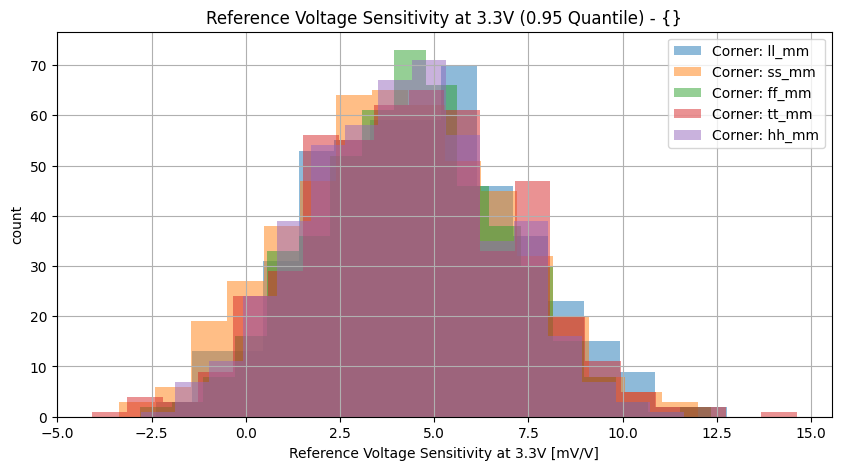 Reference Voltage Sensitivity at 3.3V (0.95 Quantile) - {}
Corner: ll_mm
Corner: ss_mm
Corner: ff_mm
Corner: tt_mm
Corner: hh_mm
70
60
50
40
30
20
10
0
count
−5.0 −2.5 0.0 2.5 5.0 7.5 10.0 12.5 15.0
Reference Voltage Sensitivity at 3.3V [mV/V]